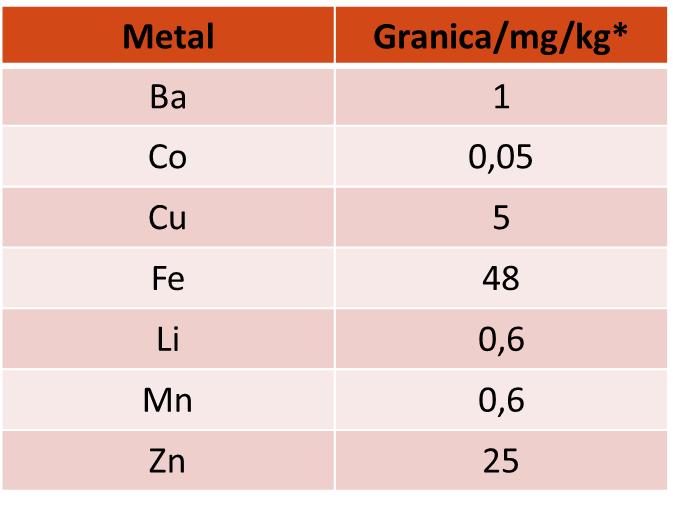 Metal Granica/mg/kg*
Ba 1
Co 0,05
Cu 5
Fe 48
Li 0,6
Mn 0,6
Zn 25